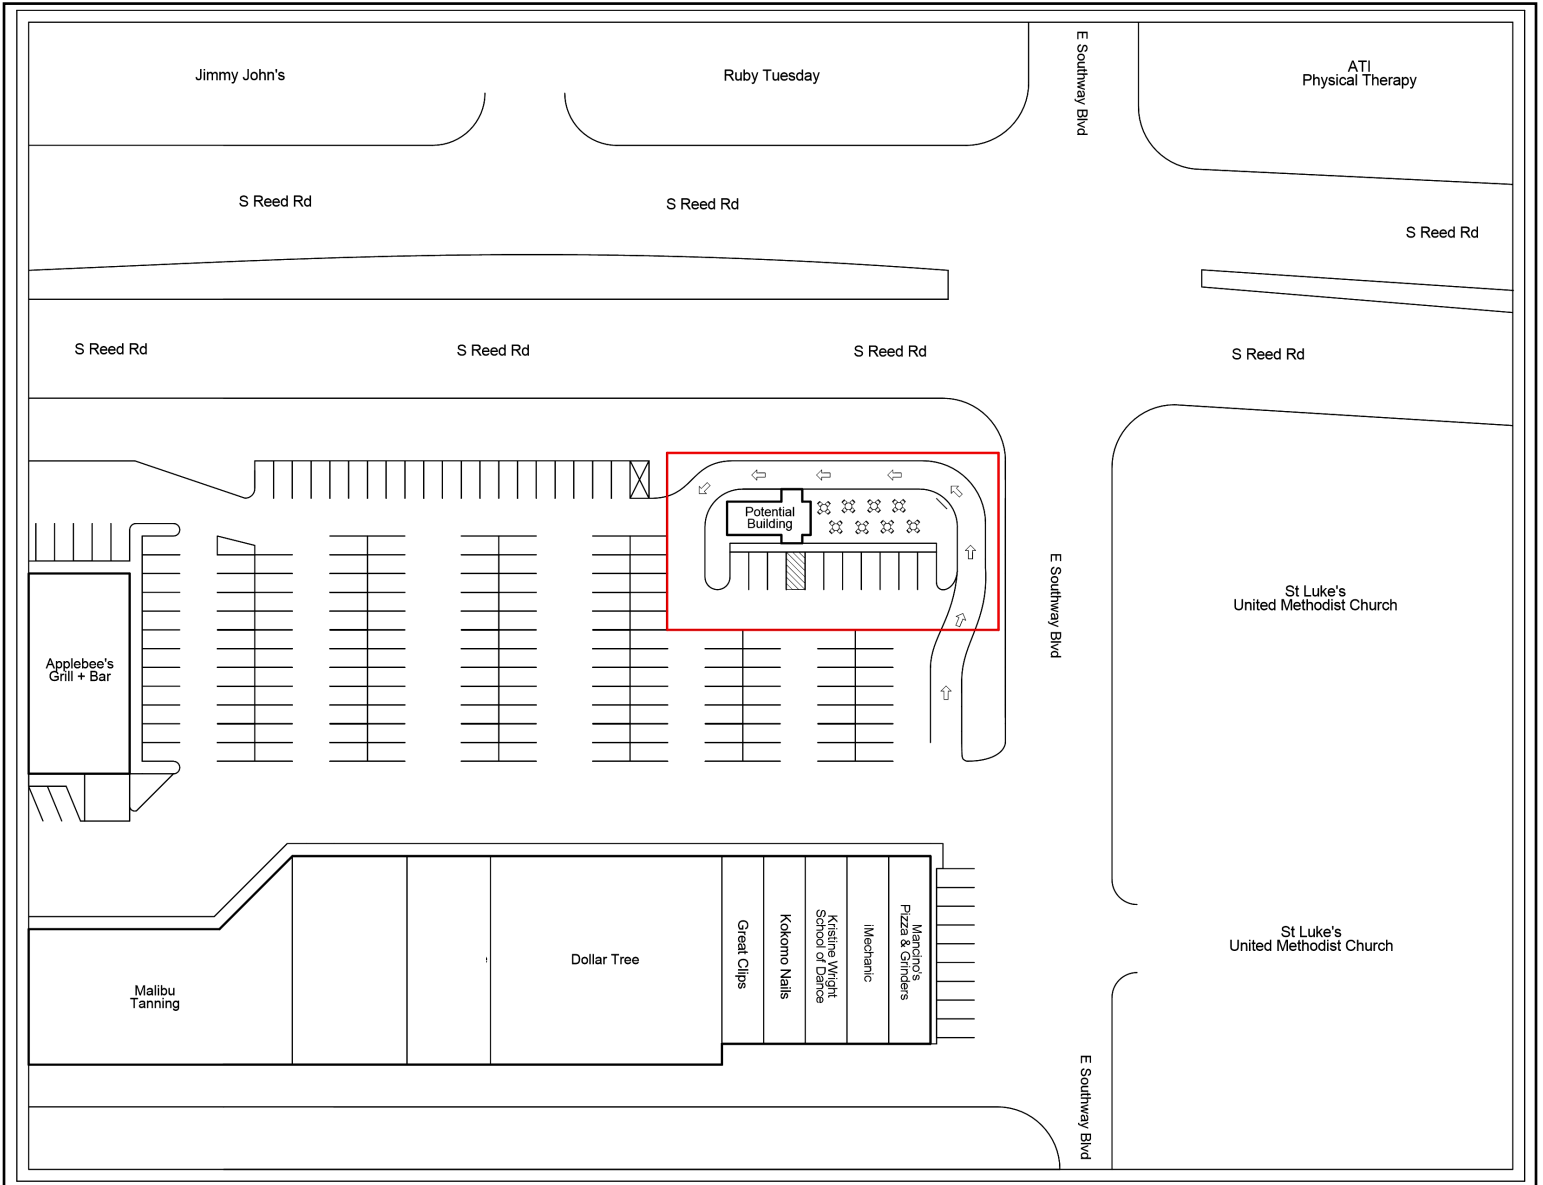 Jimmy John's
Ruby Tuesday
E Southway Blvd
ATI
Physical Therapy
S Reed Rd
S Reed Rd
S Reed Rd
S Reed Rd
S Reed Rd
S Reed Rd
S Reed Rd
Potential
Building
E Southway Blvd
St Luke's
United Methodist Church
Applebee's
Grill + Bar
Malibu
Tanning
Dollar Tree
Great Clips
Kokomo Nails
Kristine Wright
School of Dance
iMechanic
Mancino's
Pizza & Grinders
St Luke's
United Methodist Church
E Southway Blvd